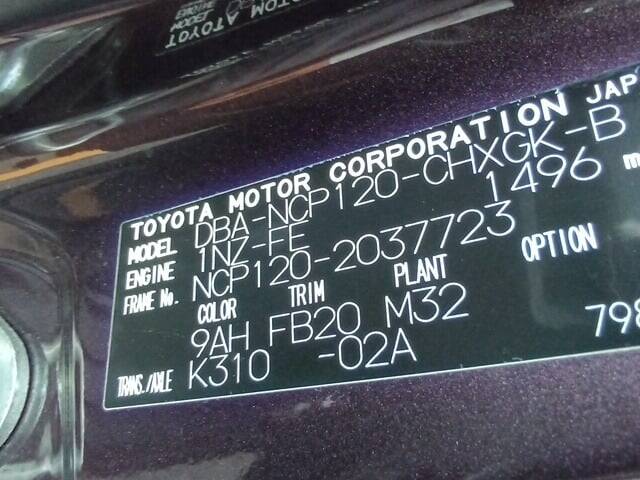 TOYOTA MOTOR CORPORATION JAP
MODEL DBA-NCP120-CHXGK-B
ENGINE 1NZ-FE 1496 m
FRAME No. NCP120-2037723
COLOR TRIM PLANT OPTION
9AH FB20 M32 798
TRANS./AXLE K310 -02A